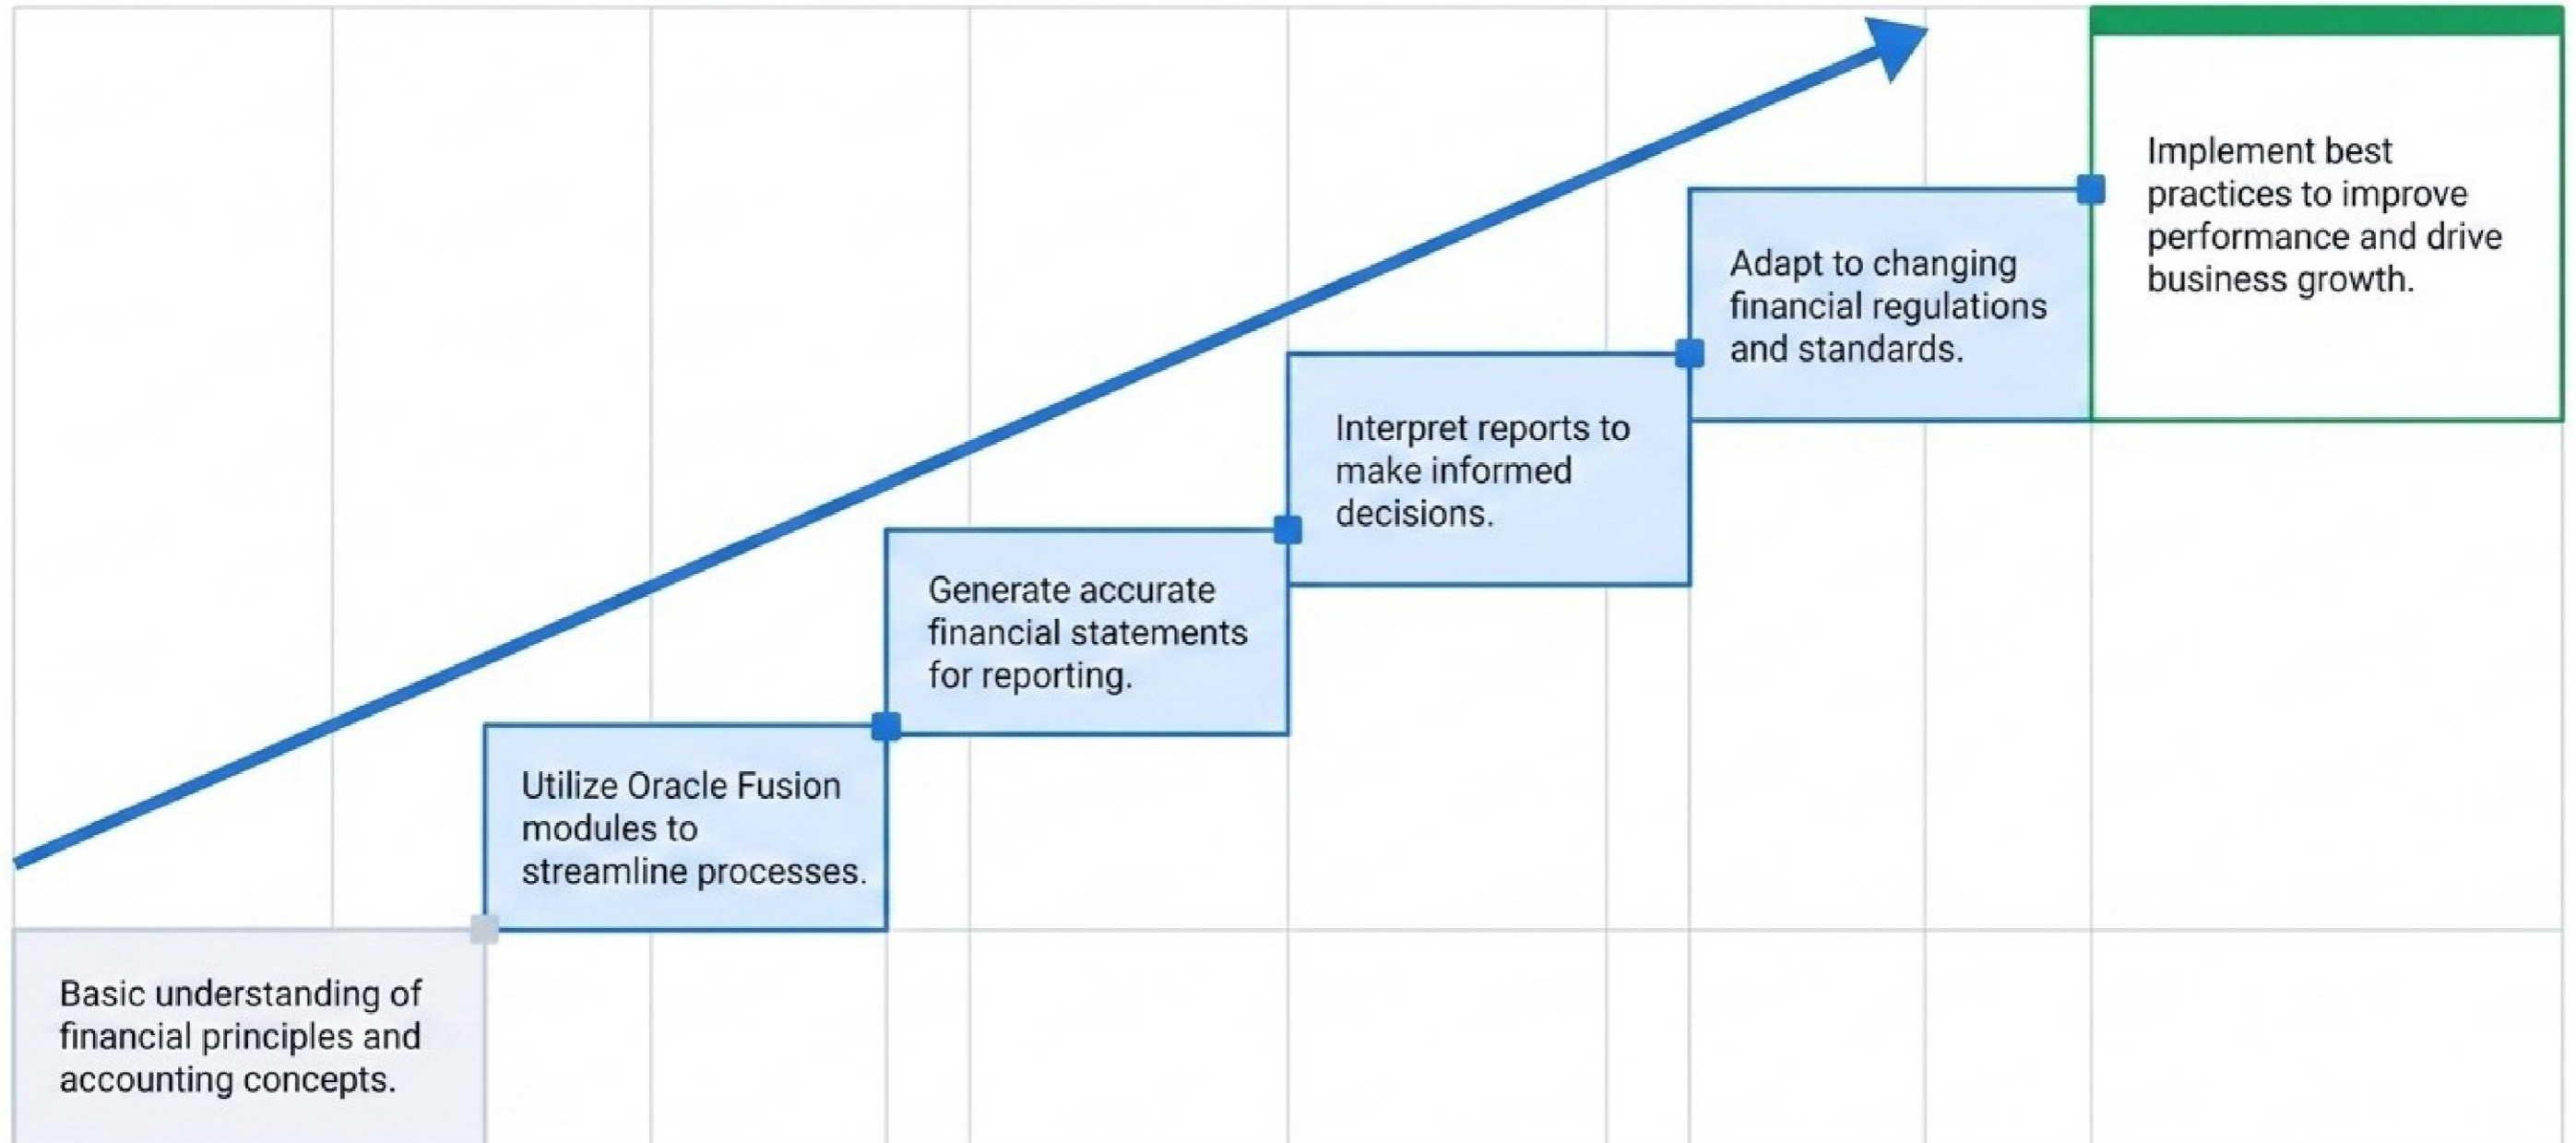 Implement best
practices to improve
performance and drive
business growth.
Adapt to changing
financial regulations
and standards.
Interpret reports to
make informed
decisions.
Generate accurate
financial statements
for reporting.
Utilize Oracle Fusion
modules to
streamline processes.
Basic understanding of
financial principles and
accounting concepts.